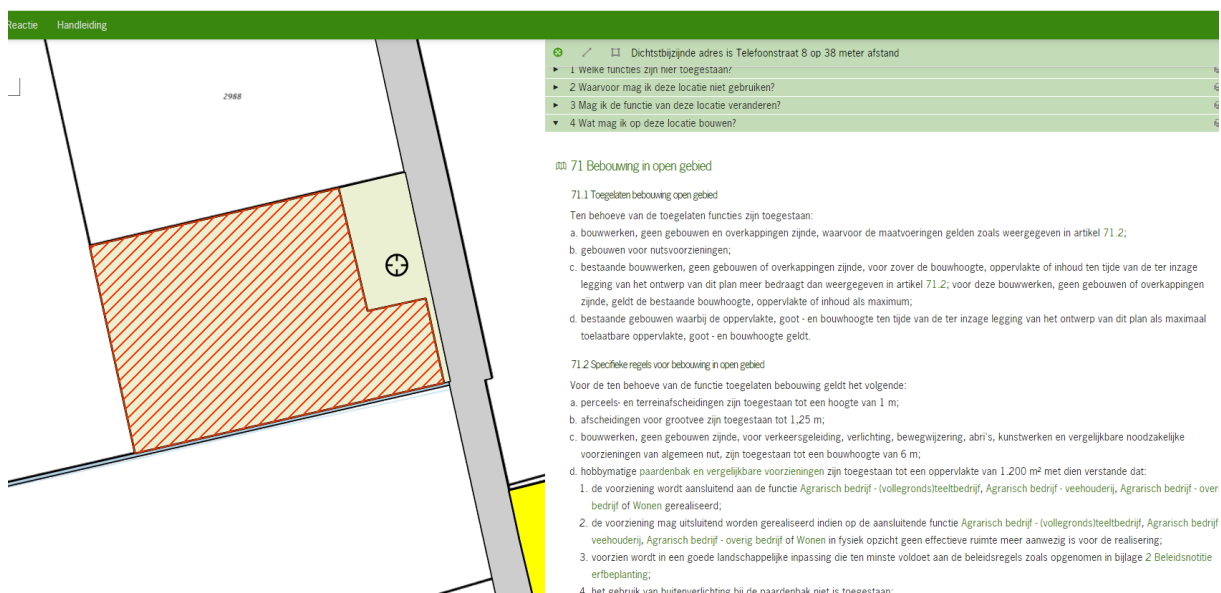 Reactie Handleiding
2988
Dichtstbijzijnde adres is Telefoonstraat 8 op 38 meter afstand
1 Welke functies zijn hier toegestaan?
2 Waarvoor mag ik deze locatie niet gebruiken?
3 Mag ik de functie van deze locatie veranderen?
4 Wat mag ik op deze locatie bouwen?
71 Bebouwing in open gebied
71.1 Toegelaten bebouwing open gebied
Ten behoeve van de toegelaten functies zijn toegestaan:
a. bouwwerken, geen gebouwen en overkappingen zijnde, waarvoor de maatvoeringen gelden zoals weergegeven in artikel 71.2;
b. gebouwen voor nutsvoorzieningen;
c. bestaande bouwwerken, geen gebouwen of overkappingen zijnde, voor zover de bouwhoogte, oppervlakte of inhoud ten tijde van de ter inzage
legging van het ontwerp van dit plan meer bedraagt dan weergegeven in artikel 71.2; voor deze bouwwerken, geen gebouwen of overkappingen
zijnde, geldt de bestaande bouwhoogte, oppervlakte of inhoud als maximum;
d. bestaande gebouwen waarbij de oppervlakte, goot - en bouwhoogte ten tijde van de ter inzage legging van het ontwerp van dit plan als maximaal
toelaatbare oppervlakte, goot - en bouwhoogte geldt.
71.2 Specifieke regels voor bebouwing in open gebied
Voor de ten behoeve van de functie toegelaten bebouwing geldt het volgende:
a. perceels- en terreinafscheidingen zijn toegestaan tot een hoogte van 1 m;
b. afscheidingen voor grootvee zijn toegestaan tot 1,25 m;
c. bouwwerken, geen gebouwen zijnde, voor verkeersgeleiding, verlichting, bewegwijzering, abri's, kunstwerken en vergelijkbare noodzakelijke
voorzieningen van algemeen nut, zijn toegestaan tot een bouwhoogte van 6 m;
d. hobbymatige paardenbak en vergelijkbare voorzieningen zijn toegestaan tot een oppervlakte van 1.200 m² met dien verstande dat:
1. de voorziening wordt aansluitend aan de functie Agrarisch bedrijf - (vollegronds)teeltbedrijf, Agrarisch bedrijf - veehouderij, Agrarisch bedrijf - over
bedrijf of Wonen gerealiseerd;
2. de voorziening mag uitsluitend worden gerealiseerd indien op de aansluitende functie Agrarisch bedrijf - (vollegronds)teeltbedrijf, Agrarisch bedrijf
veehouderij, Agrarisch bedrijf - overig bedrijf of Wonen in fysiek opzicht geen effectieve ruimte meer aanwezig is voor de realisering;
3. voorzien wordt in een goede landschappelijke inpassing die ten minste voldoet aan de beleidsregels zoals opgenomen in bijlage 2 Beleidsnotitie
erfbeplanting;
4. het gebruik van buitenverlichting bij de paardenbak niet is toegestaan;